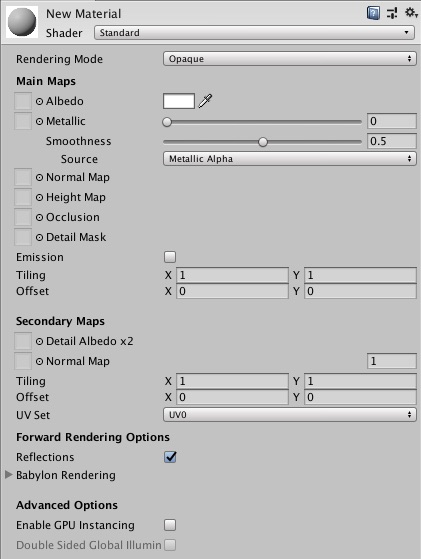 New Material
Shader Standard
Rendering Mode Opaque
Main Maps
Albedo
Metallic 0
Smoothness 0.5
Source Metallic Alpha
Normal Map
Height Map
Occlusion
Detail Mask
Emission
Tiling X 1 Y 1
Offset X 0 Y 0
Secondary Maps
Detail Albedo x2
Normal Map 1
Tiling X 1 Y 1
Offset X 0 Y 0
UV Set UV0
Forward Rendering Options
Reflections
Babylon Rendering
Advanced Options
Enable GPU Instancing
Double Sided Global Illumin